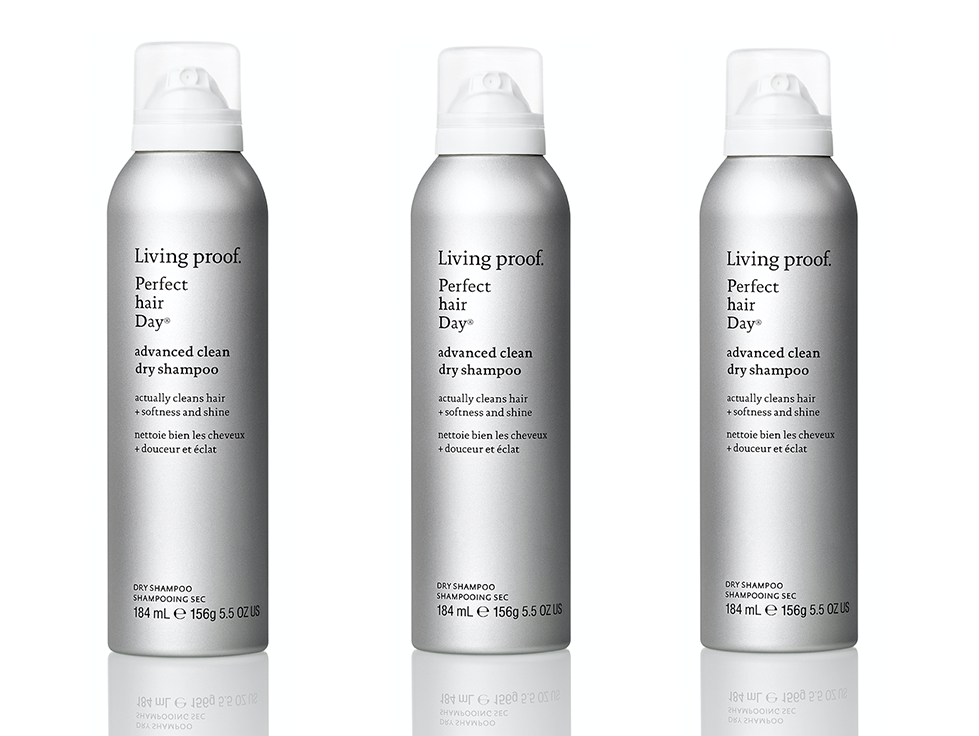 Living proof.
Perfect
hair
Day®
advanced clean
dry shampoo
actually cleans hair
+ softness and shine
nettoie bien les cheveux
+ douceur et éclat
DRY SHAMPOO
SHAMPOOING SEC
184 mL ℮ 156g 5.5 OZ US
Living proof.
Perfect
hair
Day®
advanced clean
dry shampoo
actually cleans hair
+ softness and shine
nettoie bien les cheveux
+ douceur et éclat
DRY SHAMPOO
SHAMPOOING SEC
184 mL ℮ 156g 5.5 OZ US
Living proof.
Perfect
hair
Day®
advanced clean
dry shampoo
actually cleans hair
+ softness and shine
nettoie bien les cheveux
+ douceur et éclat
DRY SHAMPOO
SHAMPOOING SEC
184 mL ℮ 156g 5.5 OZ US